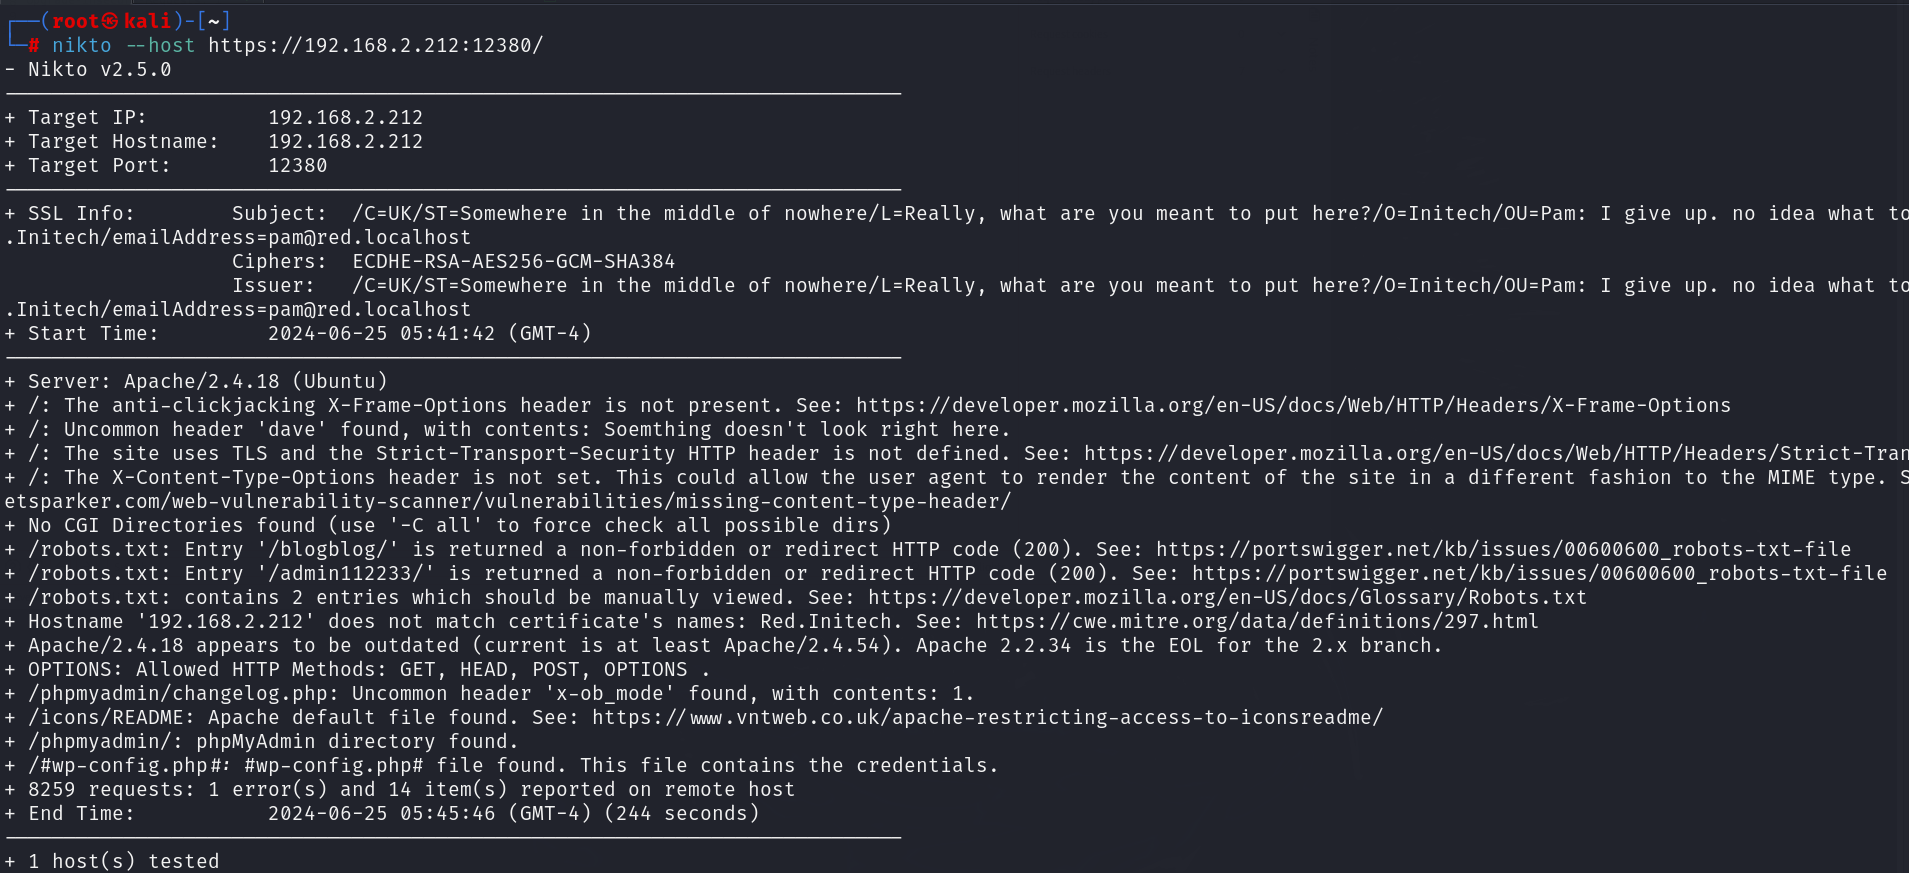 ┌──(root㉿kali)-[~]
└─# nikto --host https://192.168.2.212:12380/
- Nikto v2.5.0
---------------------------------------------------------------------------
+ Target IP:          192.168.2.212
+ Target Hostname:    192.168.2.212
+ Target Port:        12380
---------------------------------------------------------------------------
+ SSL Info:        Subject:  /C=UK/ST=Somewhere in the middle of nowhere/L=Really, what are you meant to put here?/O=Initech/OU=Pam: I give up. no idea what to
.Initech/emailAddress=pam@red.localhost
                   Ciphers:  ECDHE-RSA-AES256-GCM-SHA384
                   Issuer:   /C=UK/ST=Somewhere in the middle of nowhere/L=Really, what are you meant to put here?/O=Initech/OU=Pam: I give up. no idea what to
.Initech/emailAddress=pam@red.localhost
+ Start Time:         2024-06-25 05:41:42 (GMT-4)
---------------------------------------------------------------------------
+ Server: Apache/2.4.18 (Ubuntu)
+ /: The anti-clickjacking X-Frame-Options header is not present. See: https://developer.mozilla.org/en-US/docs/Web/HTTP/Headers/X-Frame-Options
+ /: Uncommon header 'dave' found, with contents: Soemthing doesn't look right here.
+ /: The site uses TLS and the Strict-Transport-Security HTTP header is not defined. See: https://developer.mozilla.org/en-US/docs/Web/HTTP/Headers/Strict-Tran
+ /: The X-Content-Type-Options header is not set. This could allow the user agent to render the content of the site in a different fashion to the MIME type. S
etsparker.com/web-vulnerability-scanner/vulnerabilities/missing-content-type-header/
+ No CGI Directories found (use '-C all' to force check all possible dirs)
+ /robots.txt: Entry '/blogblog/' is returned a non-forbidden or redirect HTTP code (200). See: https://portswigger.net/kb/issues/00600600_robots-txt-file
+ /robots.txt: Entry '/admin112233/' is returned a non-forbidden or redirect HTTP code (200). See: https://portswigger.net/kb/issues/00600600_robots-txt-file
+ /robots.txt: contains 2 entries which should be manually viewed. See: https://developer.mozilla.org/en-US/docs/Glossary/Robots.txt
+ Hostname '192.168.2.212' does not match certificate's names: Red.Initech. See: https://cwe.mitre.org/data/definitions/297.html
+ Apache/2.4.18 appears to be outdated (current is at least Apache/2.4.54). Apache 2.2.34 is the EOL for the 2.x branch.
+ OPTIONS: Allowed HTTP Methods: GET, HEAD, POST, OPTIONS .
+ /phpmyadmin/changelog.php: Uncommon header 'x-ob_mode' found, with contents: 1.
+ /icons/README: Apache default file found. See: https://www.vntweb.co.uk/apache-restricting-access-to-iconsreadme/
+ /phpmyadmin/: phpMyAdmin directory found.
+ /#wp-config.php#: #wp-config.php# file found. This file contains the credentials.
+ 8259 requests: 1 error(s) and 14 item(s) reported on remote host
+ End Time:           2024-06-25 05:45:46 (GMT-4) (244 seconds)
---------------------------------------------------------------------------
+ 1 host(s) tested